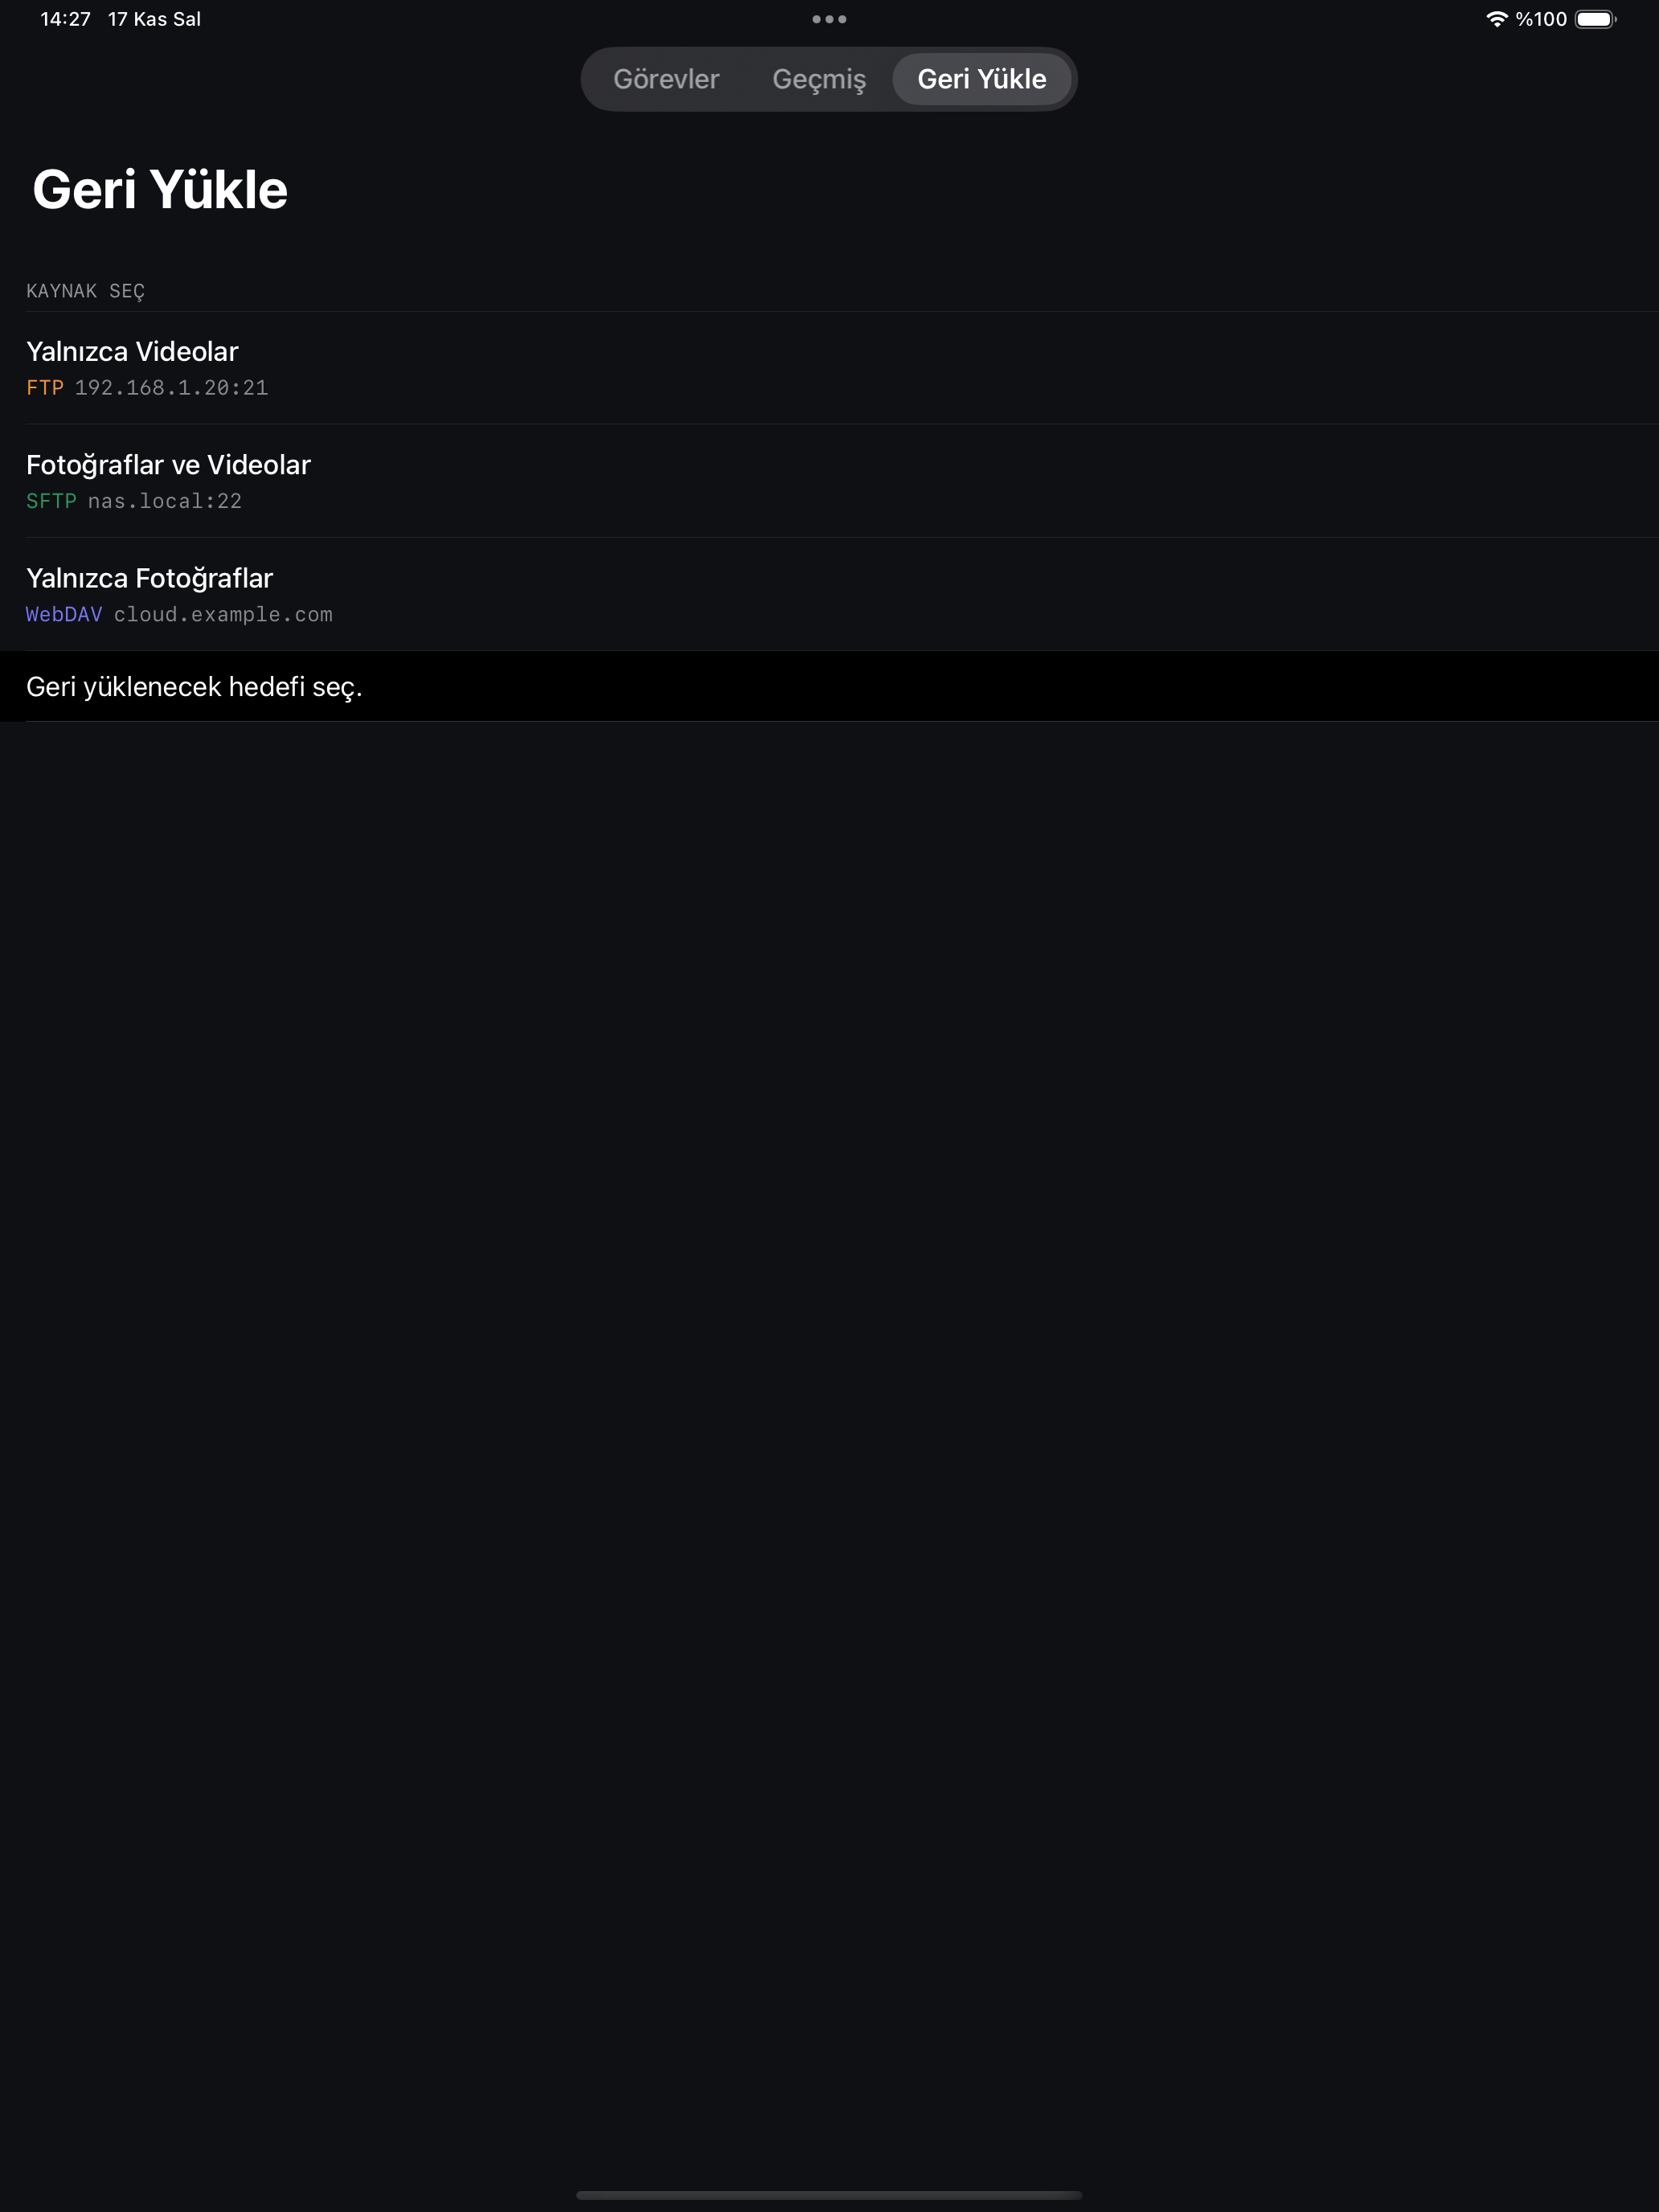 14:27 17 Kas Sal
%100
Görevler Geçmiş Geri Yükle
Geri Yükle
KAYNAK SEÇ
Yalnızca Videolar
FTP 192.168.1.20:21
Fotoğraflar ve Videolar
SFTP nas.local:22
Yalnızca Fotoğraflar
WebDAV cloud.example.com
Geri yüklenecek hedefi seç.